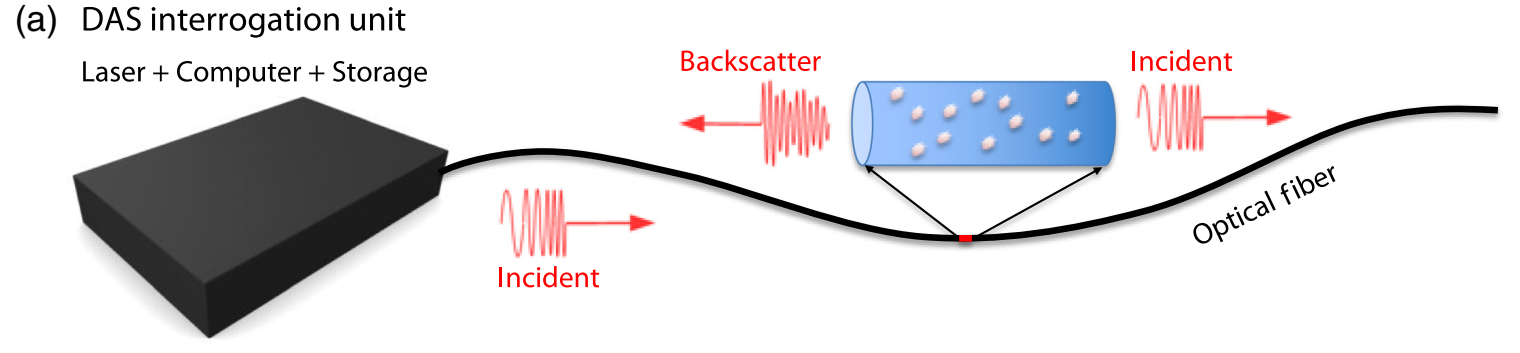 (a) DAS interrogation unit
Laser + Computer + Storage
Backscatter
Incident
Incident
Optical fiber